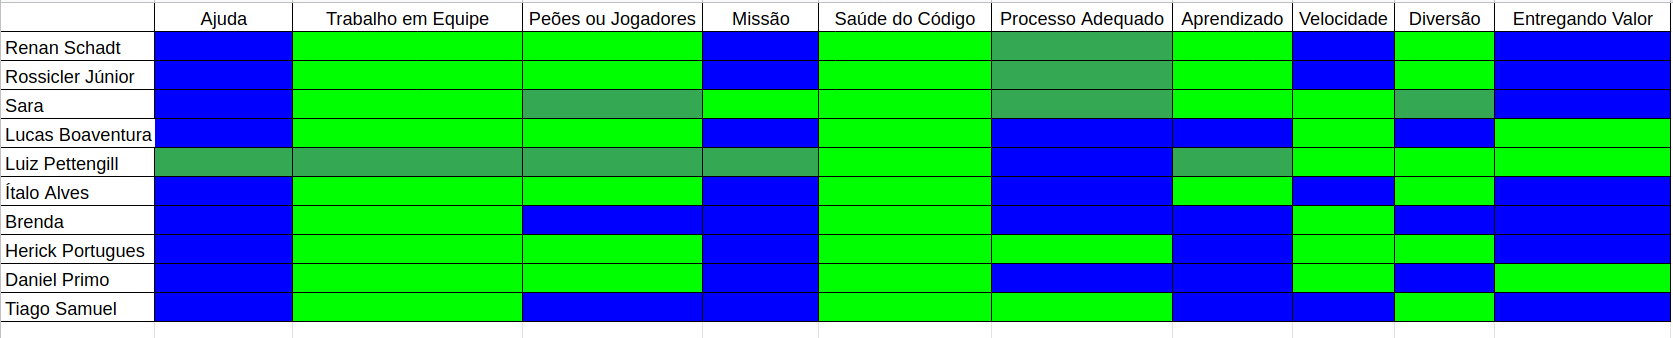 Ajuda Trabalho em Equipe Peões ou Jogadores Missão Saúde do Código Processo Adequado Aprendizado Velocidade Diversão Entregando Valor
Renan Schadt
Rossicler Júnior
Sara
Lucas Boaventura
Luiz Pettengill
Ítalo Alves
Brenda
Herick Portugues
Daniel Primo
Tiago Samuel